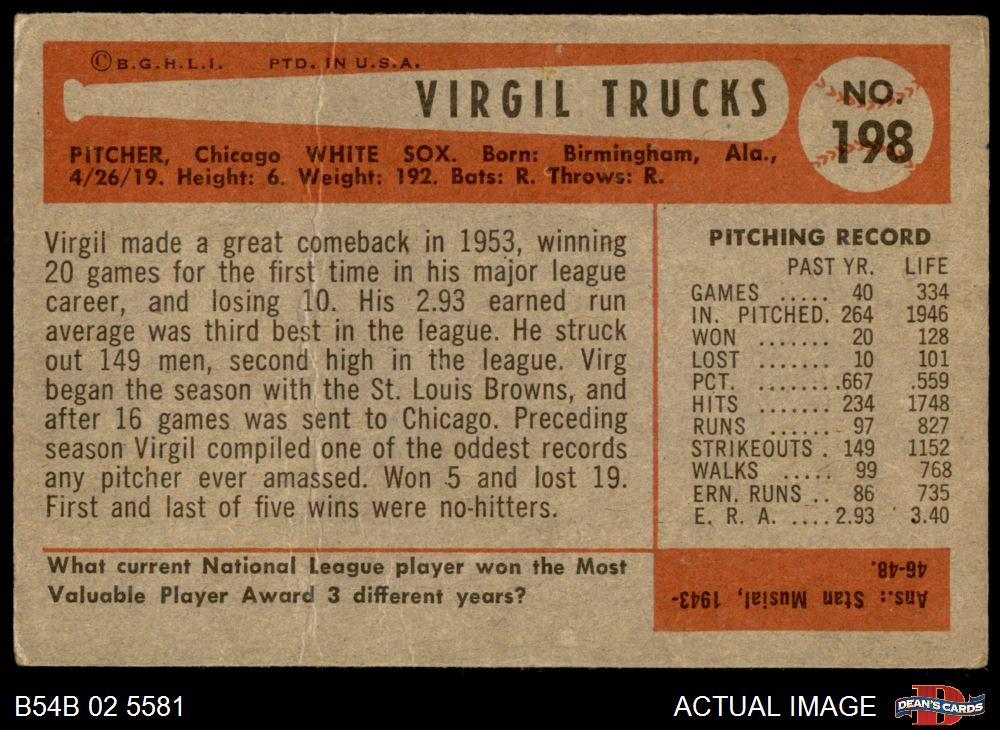 ©B.G.H.L.I. PTD. IN U.S.A.
VIRGIL TRUCKS
NO.
198
PITCHER, Chicago WHITE SOX. Born: Birmingham, Ala.,
4/26/19. Height: 6. Weight: 192. Bats: R. Throws: R.
Virgil made a great comeback in 1953, winning
20 games for the first time in his major league
career, and losing 10. His 2.93 earned run
average was third best in the league. He struck
out 149 men, second high in the league. Virg
began the season with the St. Louis Browns, and
after 16 games was sent to Chicago. Preceding
season Virgil compiled one of the oddest records
any pitcher ever amassed. Won 5 and lost 19.
First and last of five wins were no-hitters.
PITCHING RECORD
PAST YR. LIFE
GAMES ..... 40 334
IN. PITCHED. 264 1946
WON ....... 20 128
LOST ....... 10 101
PCT. ........667 .559
HITS ....... 234 1748
RUNS ...... 97 827
STRIKEOUTS . 149 1152
WALKS ..... 99 768
ERN. RUNS .. 86 735
E. R. A. ....2.93 3.40
What current National League player won the Most
Valuable Player Award 3 different years?
Ans.: Stan Musial, 1943-
46-48.
B54B 02 5581
ACTUAL IMAGE
DEAN'S CARDS